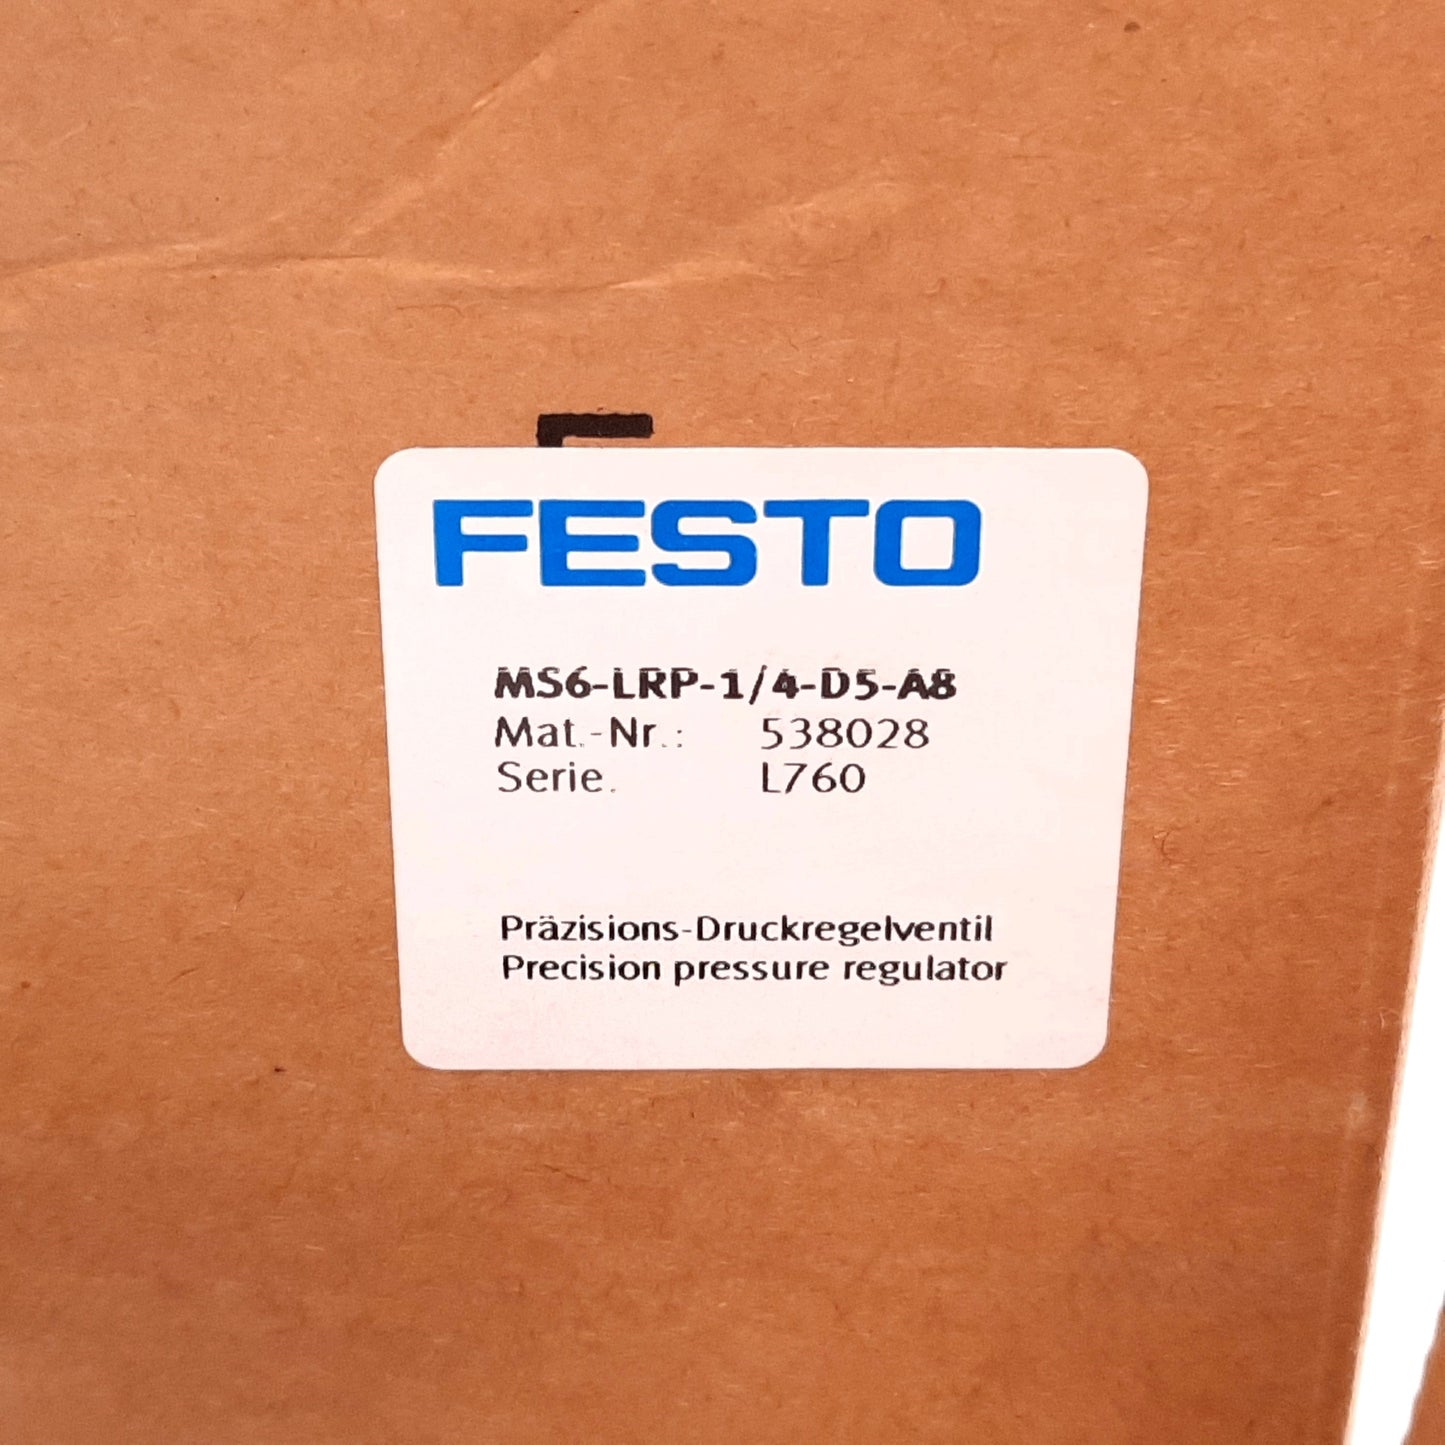 FESTO
MS6-LRP-1/4-D5-A8
Mat.-Nr.: 538028
Serie. L760
Präzisions-Druckregelventil
Precision pressure regulator